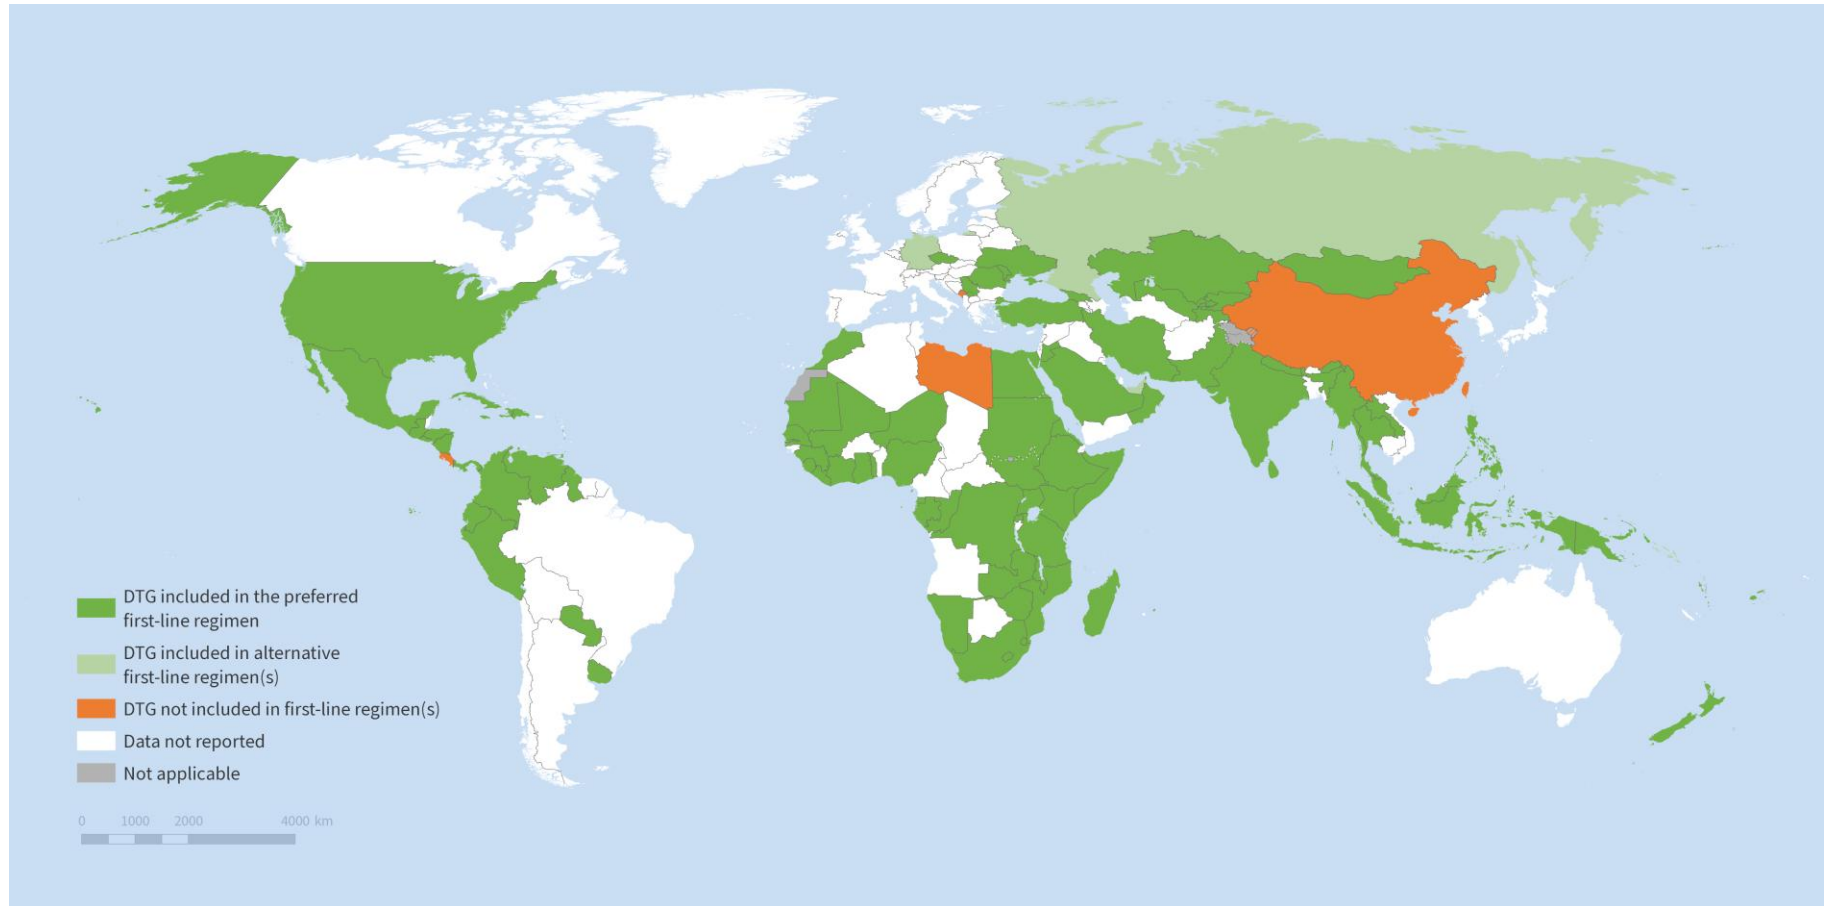 DTG included in the preferred
first-line regimen
DTG included in alternative
first-line regimen(s)
DTG not included in first-line regimen(s)
Data not reported
Not applicable
0 1000 2000 4000 km